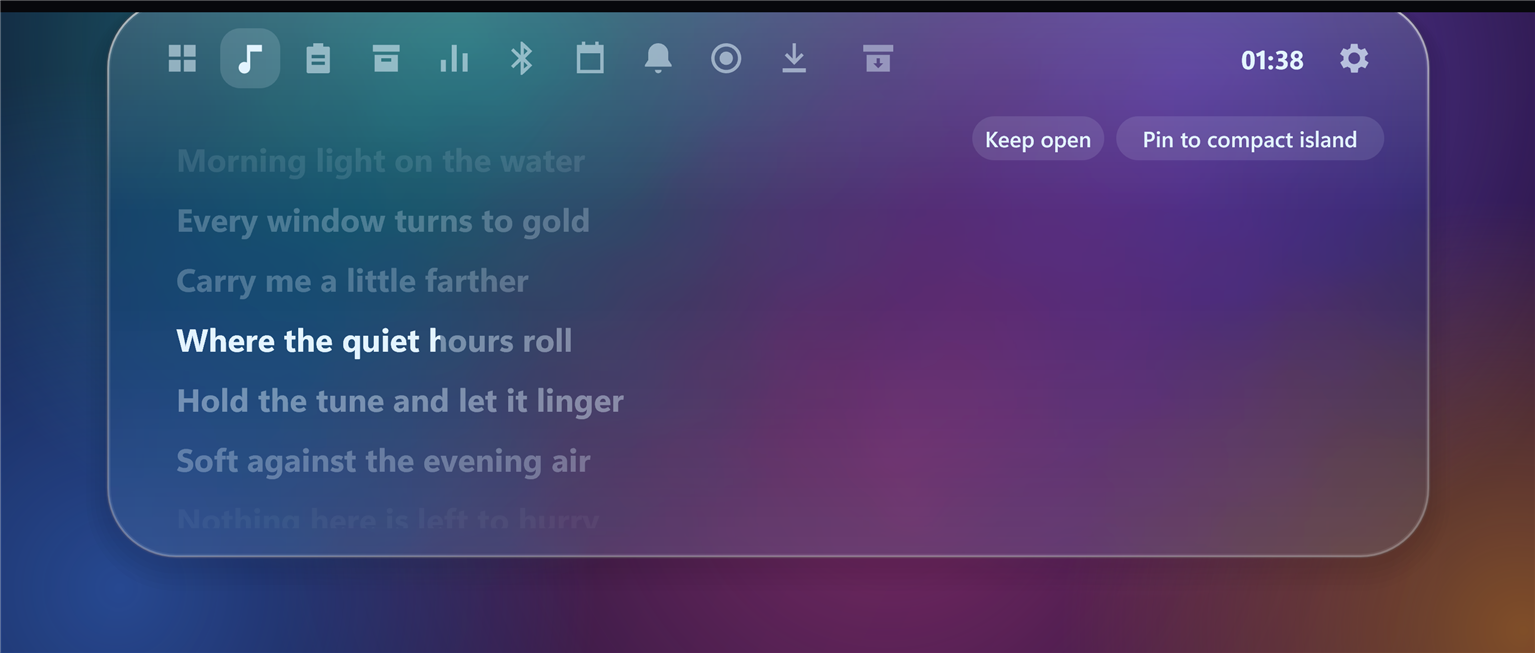 01:38
Keep open
Pin to compact island
Morning light on the water
Every window turns to gold
Carry me a little farther
Where the quiet hours roll
Hold the tune and let it linger
Soft against the evening air
Nothing here is left to hurry